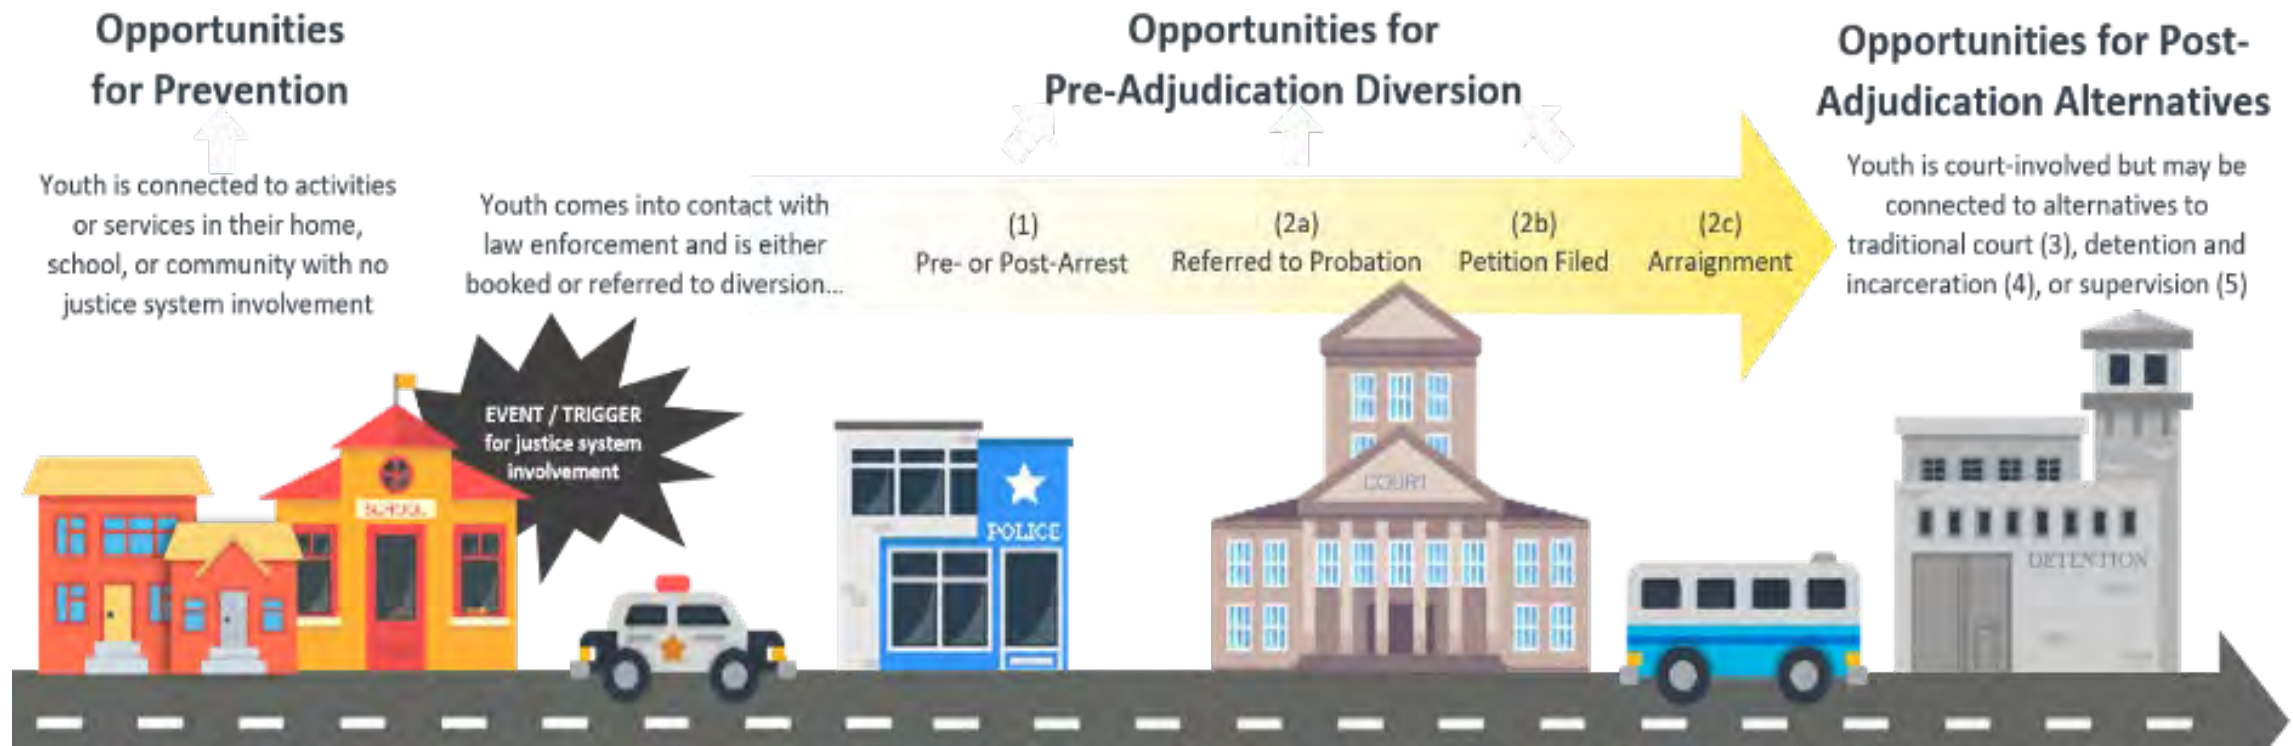 Opportunities
for Prevention
Youth is connected to activities
or services in their home,
school, or community with no
justice system involvement
Youth comes into contact with
law enforcement and is either
booked or referred to diversion...
EVENT / TRIGGER
for justice system
involvement
Opportunities for
Pre-Adjudication Diversion
(1)
Pre- or Post-Arrest
(2a)
Referred to Probation
(2b)
Petition Filed
(2c)
Arraignment
Opportunities for Post-
Adjudication Alternatives
Youth is court-involved but may be
connected to alternatives to
traditional court (3), detention and
incarceration (4), or supervision (5)
SCHOOL
POLICE
COURT
DETENTION